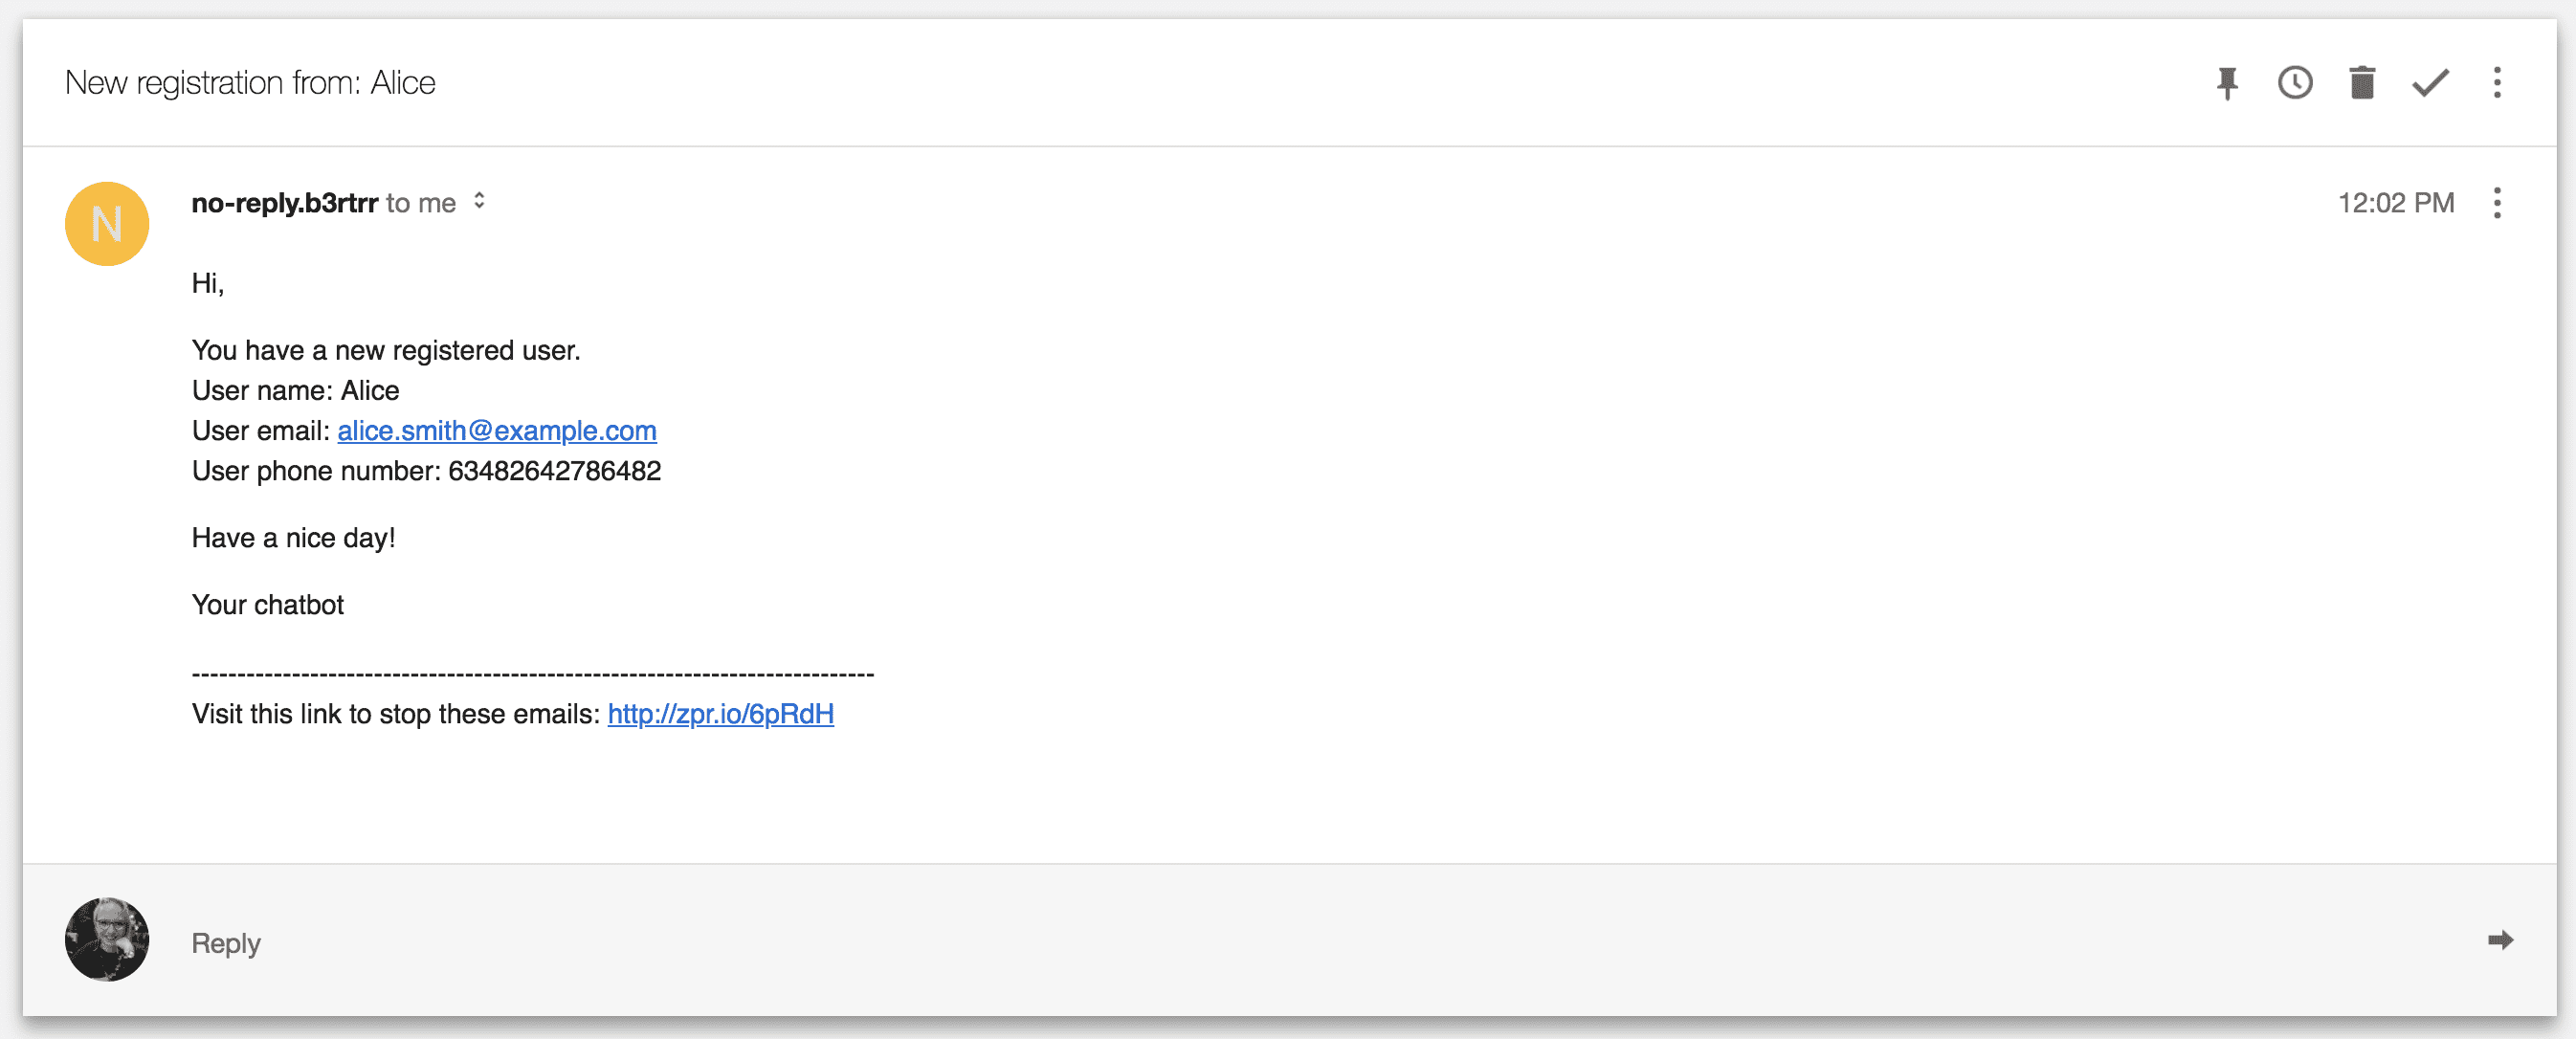 New registration from: Alice
N
no-reply.b3rtrr to me
12:02 PM
Hi,
You have a new registered user.
User name: Alice
User email: alice.smith@example.com
User phone number: 63482642786482
Have a nice day!
Your chatbot
---------------------------------------------------------------------------
Visit this link to stop these emails: http://zpr.io/6pRdH
Reply